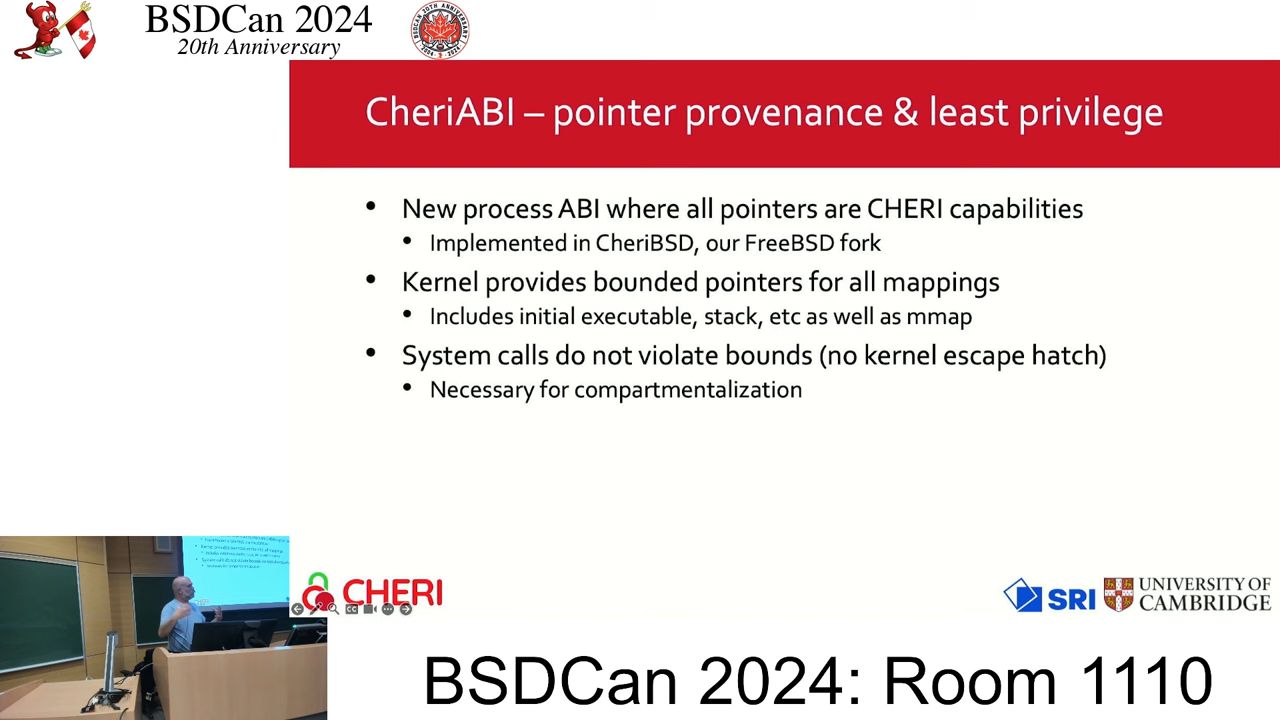 BSDCan 2024
20th Anniversary
CheriABI – pointer provenance & least privilege
• New process ABI where all pointers are CHERI capabilities
• Implemented in CheriBSD, our FreeBSD fork
• Kernel provides bounded pointers for all mappings
• Includes initial executable, stack, etc as well as mmap
• System calls do not violate bounds (no kernel escape hatch)
• Necessary for compartmentalization
CHERI
SRI
UNIVERSITY OF
CAMBRIDGE
BSDCan 2024: Room 1110